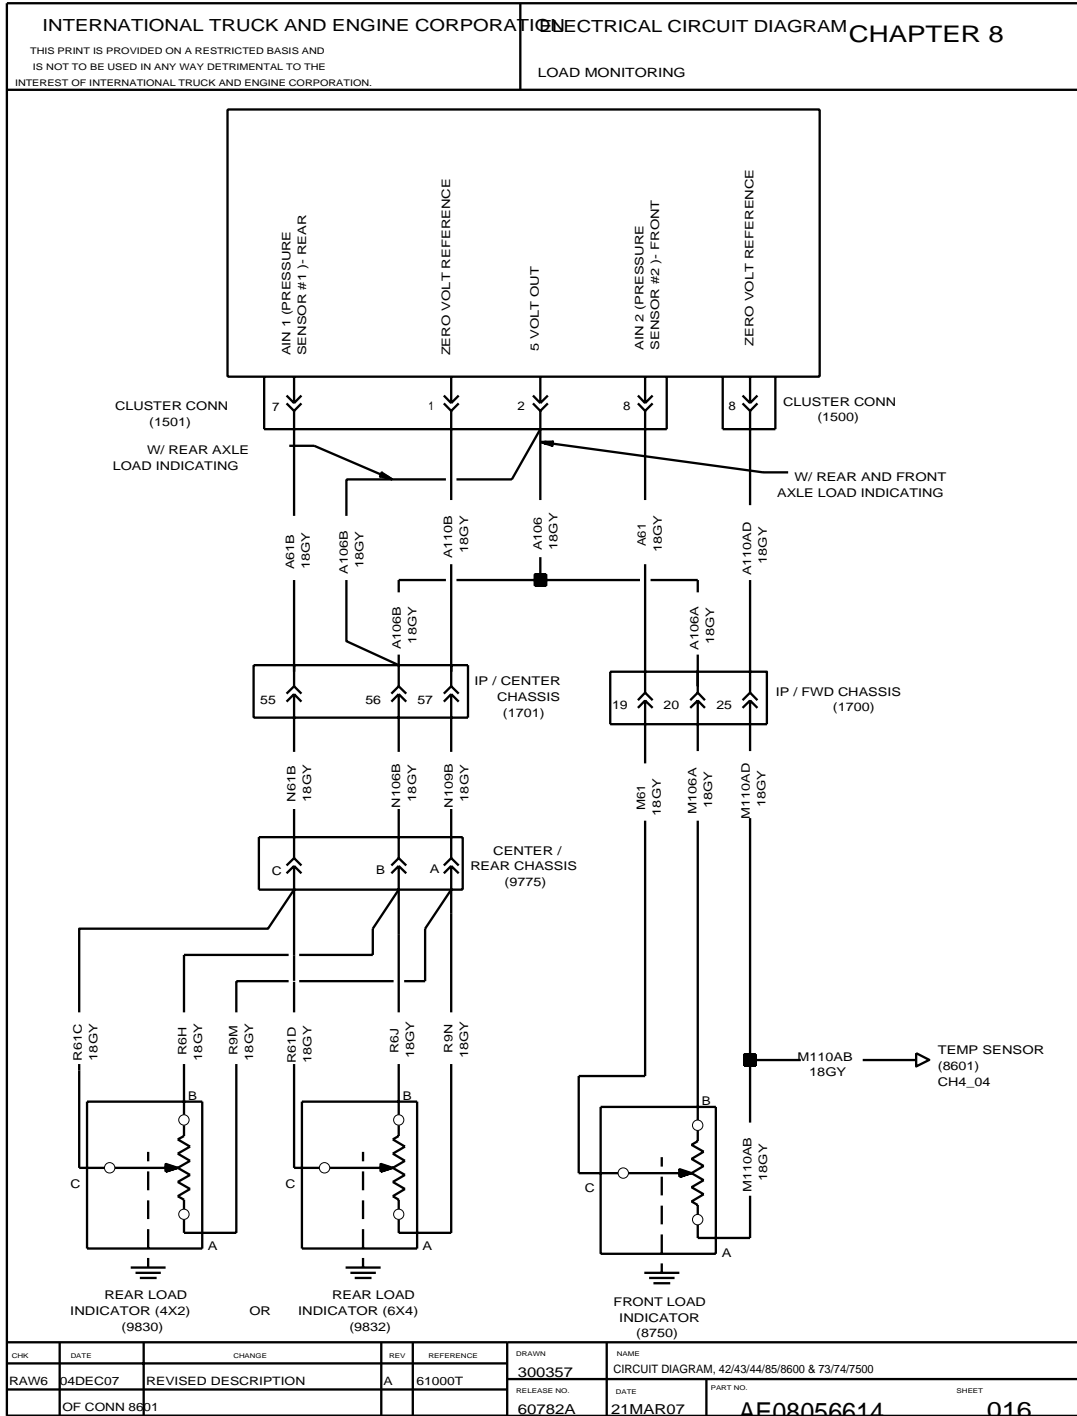 INTERNATIONAL TRUCK AND ENGINE CORPORATION
THIS PRINT IS PROVIDED ON A RESTRICTED BASIS AND
IS NOT TO BE USED IN ANY WAY DETRIMENTAL TO THE
INTEREST OF INTERNATIONAL TRUCK AND ENGINE CORPORATION.
ELECTRICAL CIRCUIT DIAGRAM
CHAPTER 8
LOAD MONITORING
AIN 1 (PRESSURE
SENSOR #1 )- REAR
ZERO VOLT REFERENCE
5 VOLT OUT
AIN 2 (PRESSURE
SENSOR #2 )- FRONT
ZERO VOLT REFERENCE
CLUSTER CONN
(1501)
7
1
2
8
8
CLUSTER CONN
(1500)
W/ REAR AXLE
LOAD INDICATING
W/ REAR AND FRONT
AXLE LOAD INDICATING
A61B
18GY
A106B
18GY
A110B
18GY
A106
18GY
A61
18GY
A110AD
18GY
A106B
18GY
A106A
18GY
55
56
57
IP / CENTER
CHASSIS
(1701)
19
20
25
IP / FWD CHASSIS
(1700)
N61B
18GY
N106B
18GY
N109B
18GY
M61
18GY
M106A
18GY
M110AD
18GY
C
B
A
CENTER /
REAR CHASSIS
(9775)
R61C
18GY
R6H
18GY
R9M
18GY
R61D
18GY
R6J
18GY
R9N
18GY
M110AB
18GY
TEMP SENSOR
(8601)
CH4_04
B
C
A
B
C
A
B
C
A
M110AB
18GY
REAR LOAD
INDICATOR (4X2)
(9830)
OR
REAR LOAD
INDICATOR (6X4)
(9832)
FRONT LOAD
INDICATOR
(8750)
CHK DATE CHANGE REV REFERENCE
RAW6 04DEC07 REVISED DESCRIPTION A 61000T
OF CONN 8601
DRAWN
300357
NAME
CIRCUIT DIAGRAM, 42/43/44/85/8600 & 73/74/7500
RELEASE NO.
60782A
DATE
21MAR07
PART NO.
AE08056614
SHEET
016